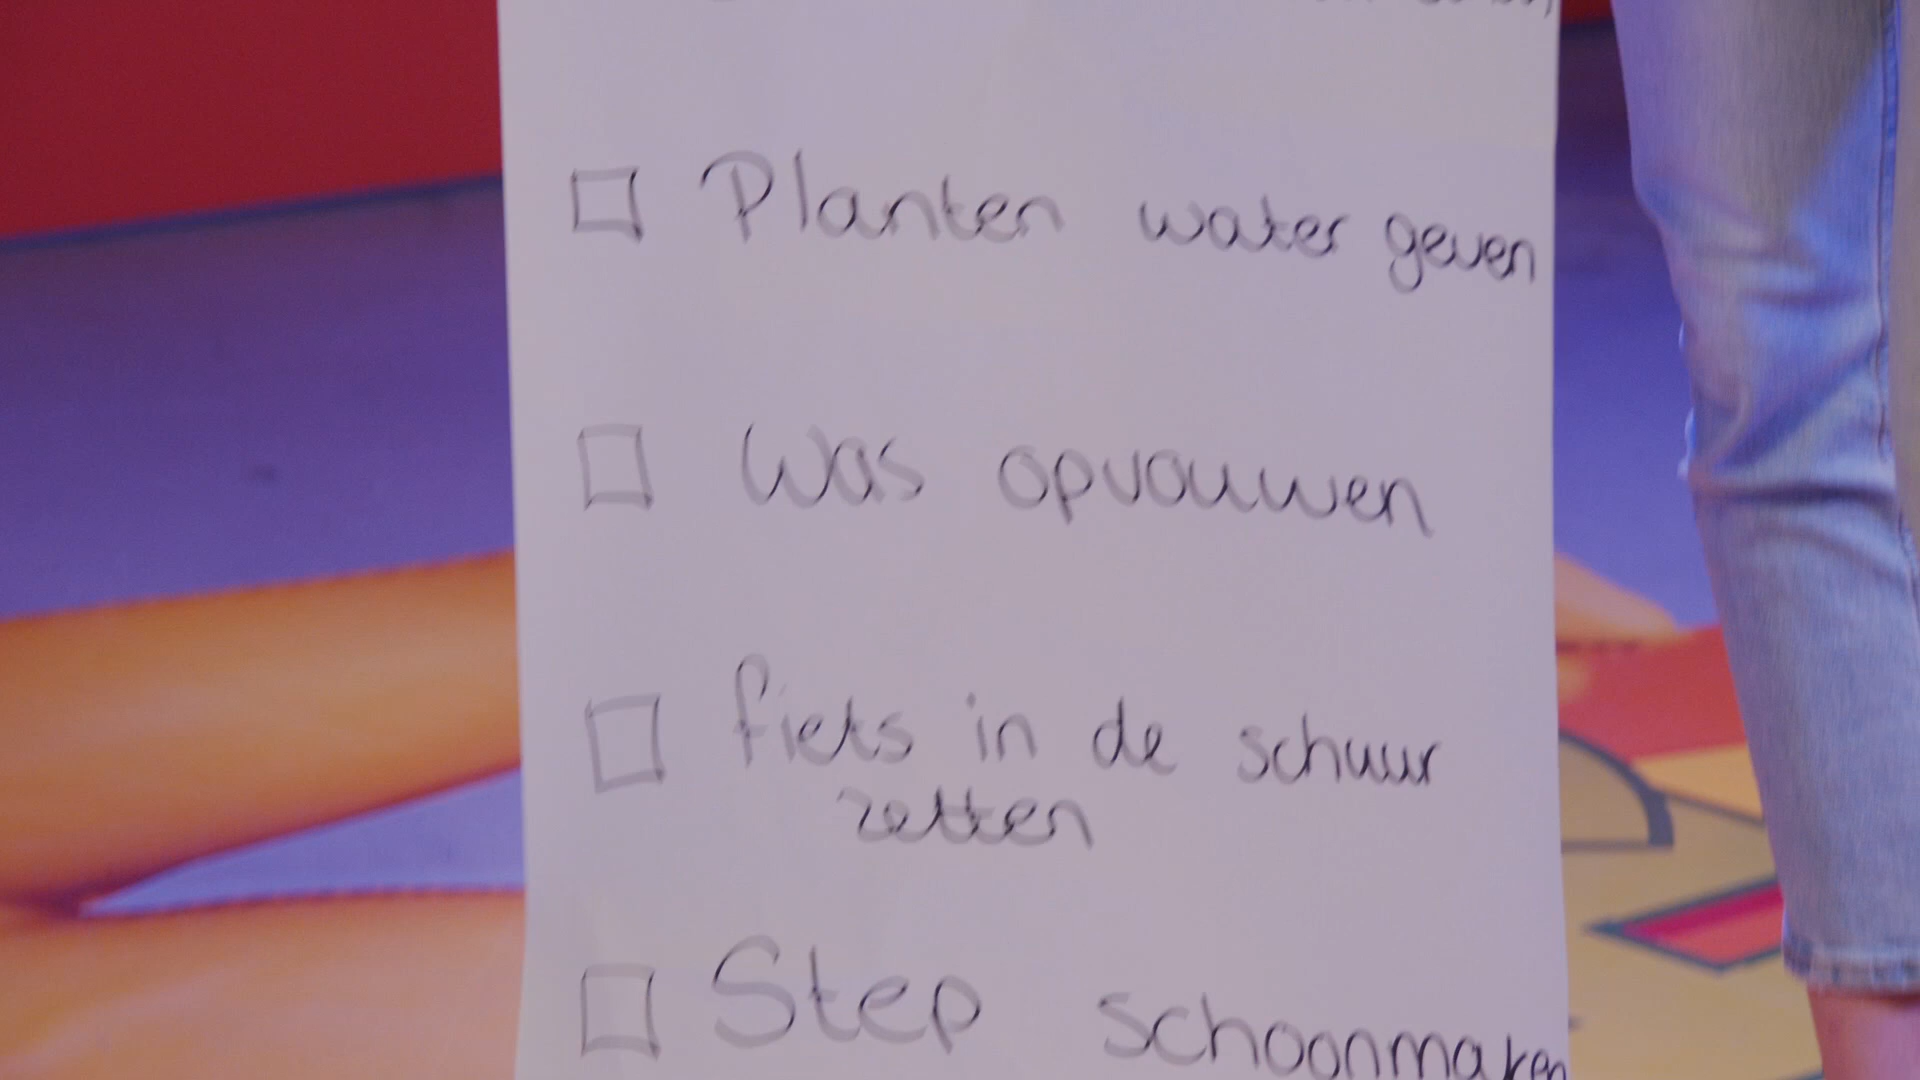 Planten water geven
Was opvouwen
fiets in de schuur
zetten
Step schoonmaken